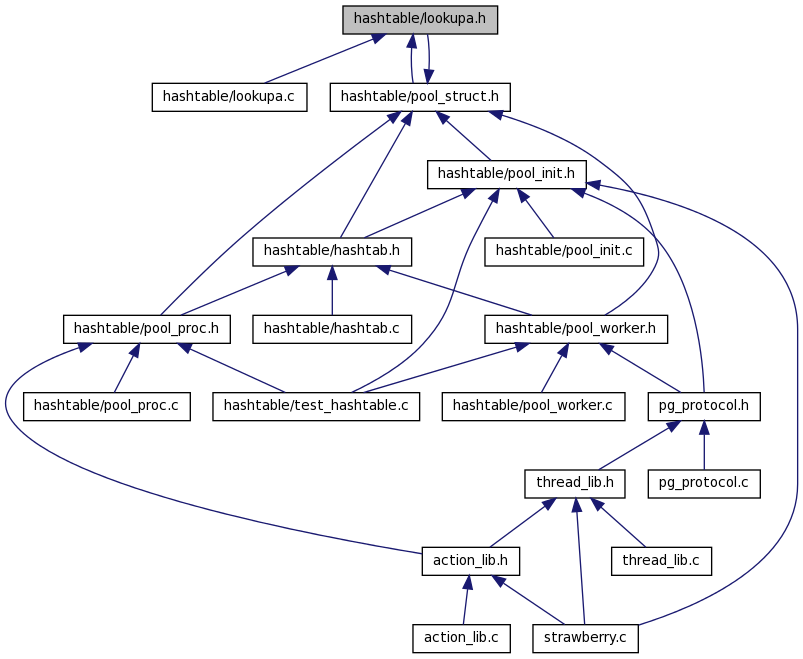 hashtable/lookupa.h
hashtable/lookupa.c
hashtable/pool_struct.h
hashtable/pool_init.h
hashtable/hashtab.h
hashtable/pool_init.c
hashtable/pool_proc.h
hashtable/hashtab.c
hashtable/pool_worker.h
hashtable/pool_proc.c
hashtable/test_hashtable.c
hashtable/pool_worker.c
pg_protocol.h
thread_lib.h
pg_protocol.c
action_lib.h
thread_lib.c
action_lib.c
strawberry.c